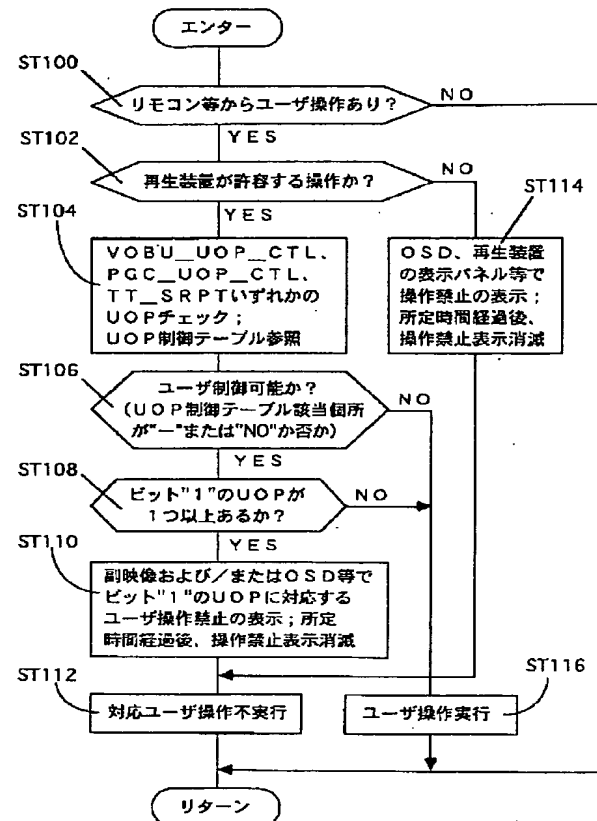 エンター
ST100
リモコン等からユーザ操作あり?
NO
YES
ST102
再生装置が許容する操作か?
NO
YES
ST104
VOBU_UOP_CTL、
PGC_UOP_CTL、
TT_SRPTいずれかの
UOPチェック;
UOP制御テーブル参照
ST114
OSD、再生装置
の表示パネル等で
操作禁止の表示;
所定時間経過後、
操作禁止表示消滅
ST106
ユーザ制御可能か?
(UOP制御テーブル該当個所
が"ー"または"NO"か否か)
NO
YES
ST108
ビット"1"のUOPが
1つ以上あるか?
NO
YES
ST110
副映像および/またはOSD等で
ビット"1"のUOPに対応する
ユーザ操作禁止の表示;所定
時間経過後、操作禁止表示消滅
ST112
対応ユーザ操作不実行
ST116
ユーザ操作実行
リターン